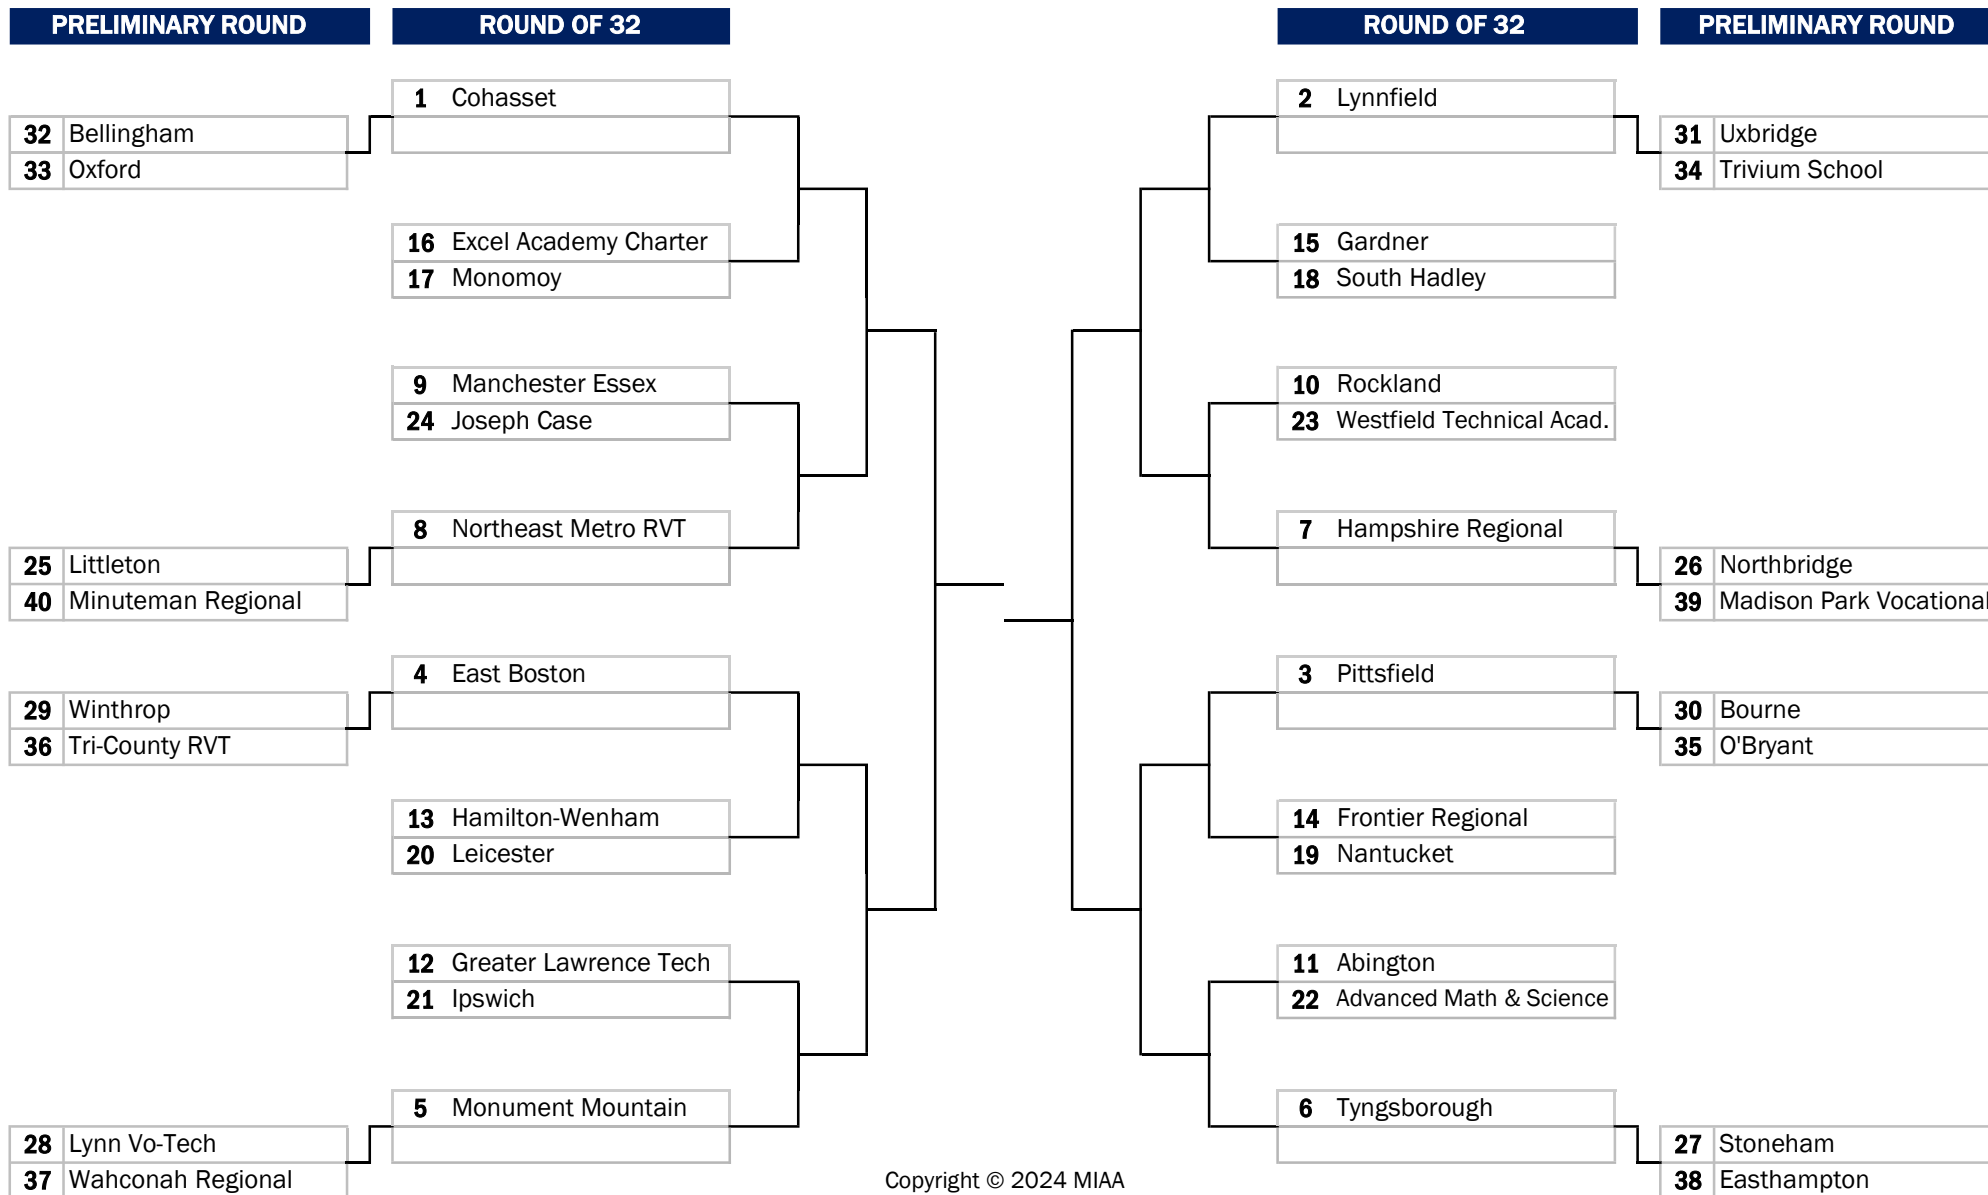 PRELIMINARY ROUND
ROUND OF 32
ROUND OF 32
PRELIMINARY ROUND
32 Bellingham
33 Oxford
25 Littleton
40 Minuteman Regional
29 Winthrop
36 Tri-County RVT
28 Lynn Vo-Tech
37 Wahconah Regional
1 Cohasset
16 Excel Academy Charter
17 Monomoy
9 Manchester Essex
24 Joseph Case
8 Northeast Metro RVT
4 East Boston
13 Hamilton-Wenham
20 Leicester
12 Greater Lawrence Tech
21 Ipswich
5 Monument Mountain
2 Lynnfield
15 Gardner
18 South Hadley
10 Rockland
23 Westfield Technical Acad.
7 Hampshire Regional
3 Pittsfield
14 Frontier Regional
19 Nantucket
11 Abington
22 Advanced Math & Science
6 Tyngsborough
31 Uxbridge
34 Trivium School
26 Northbridge
39 Madison Park Vocational
30 Bourne
35 O'Bryant
27 Stoneham
38 Easthampton
Copyright © 2024 MIAA